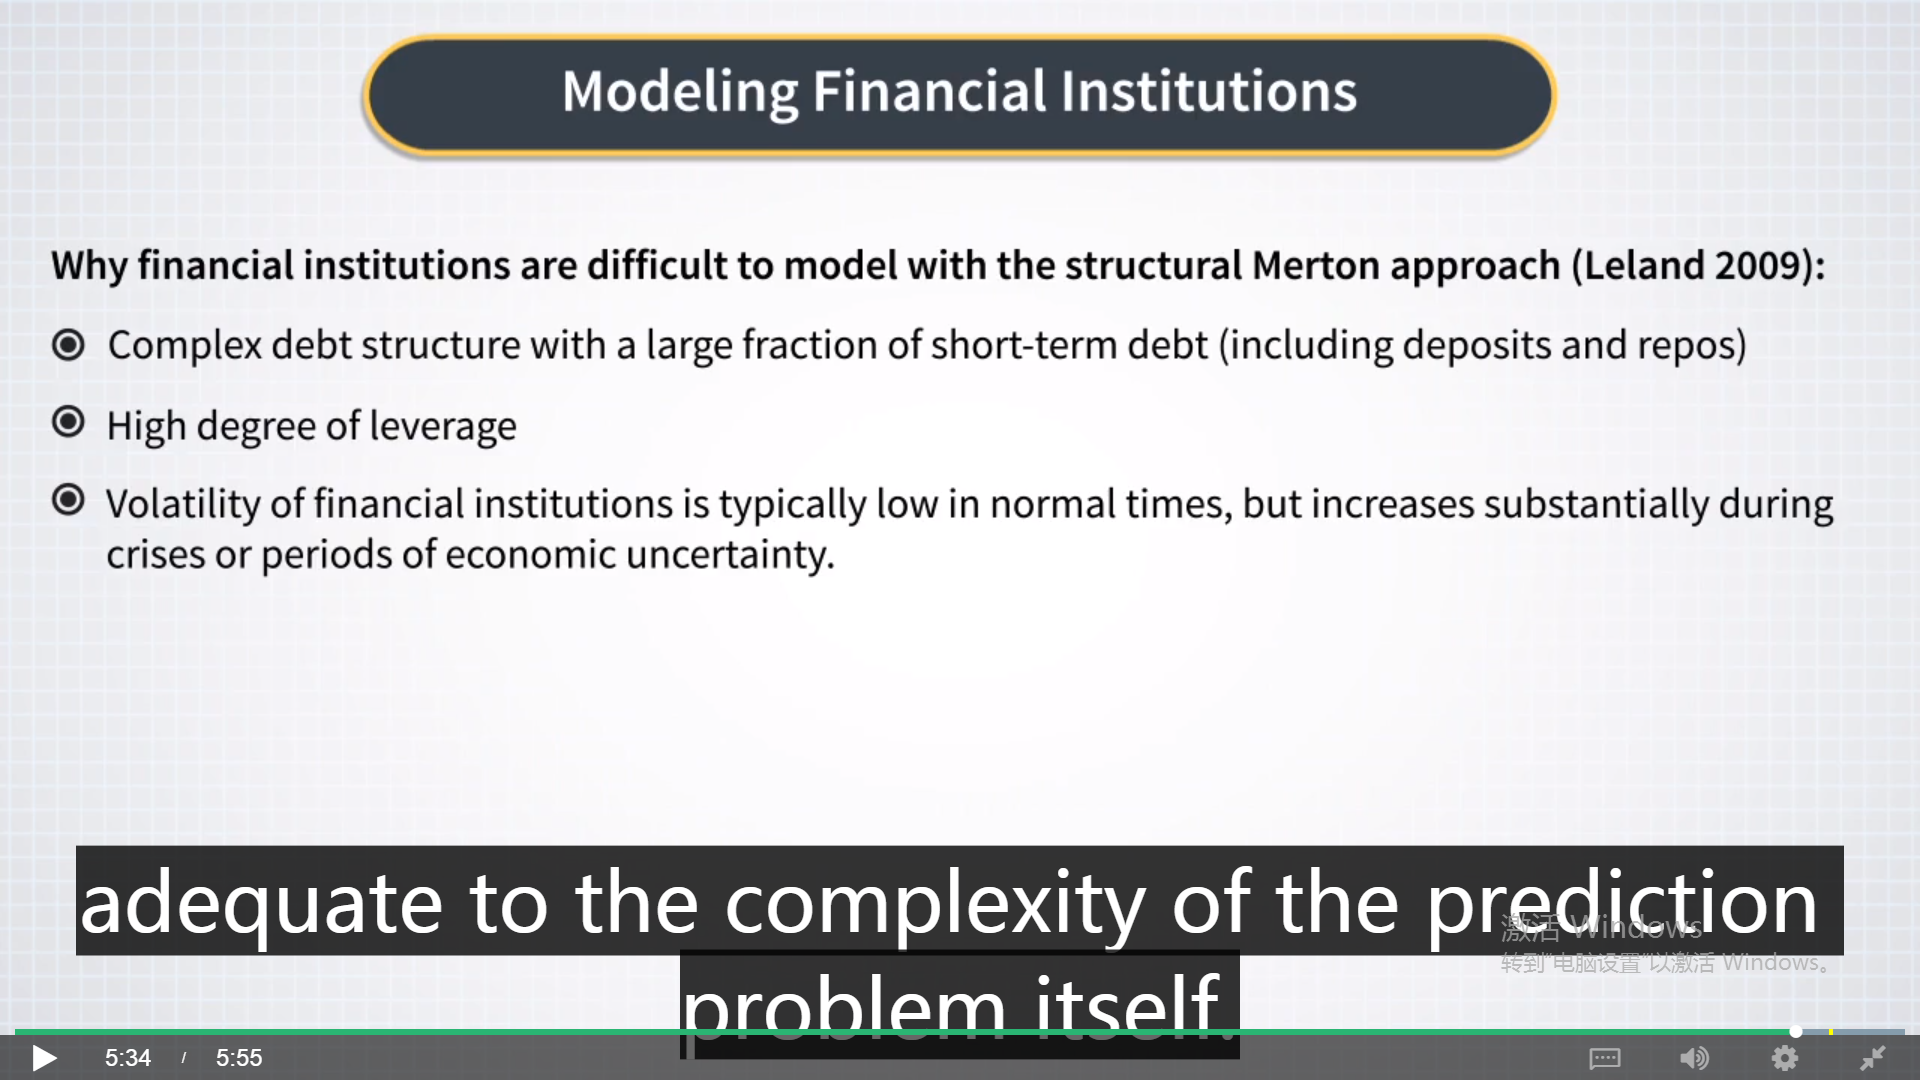 Modeling Financial Institutions
Why financial institutions are difficult to model with the structural Merton approach (Leland 2009):
Complex debt structure with a large fraction of short-term debt (including deposits and repos)
High degree of leverage
Volatility of financial institutions is typically low in normal times, but increases substantially during
crises or periods of economic uncertainty.
adequate to the complexity of the prediction
problem itself.
激活 Windows
转到"电脑设置"以激活 Windows。
5:34 / 5:55